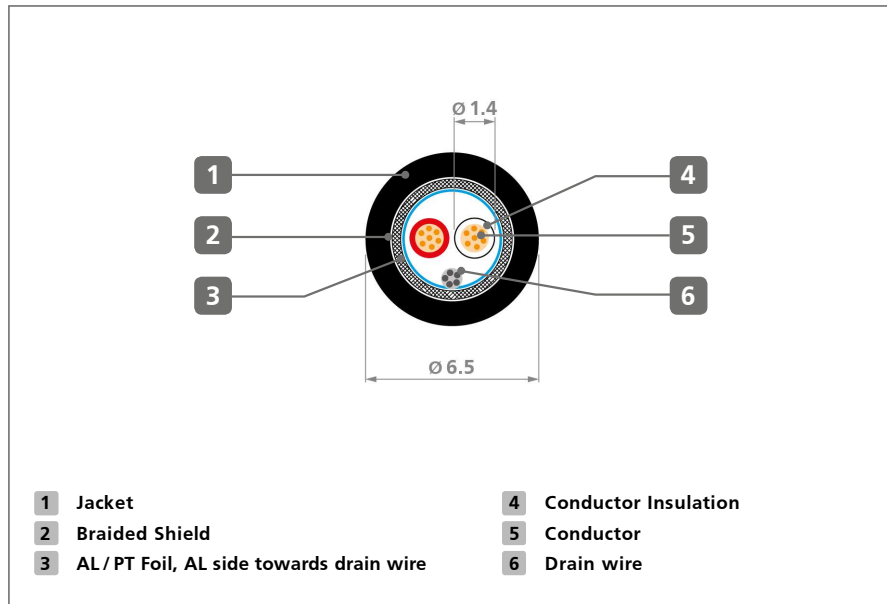 Ø 1.4
1
4
2
5
3
6
Ø 6.5
1 Jacket
2 Braided Shield
3 AL / PT Foil, AL side towards drain wire
4 Conductor Insulation
5 Conductor
6 Drain wire